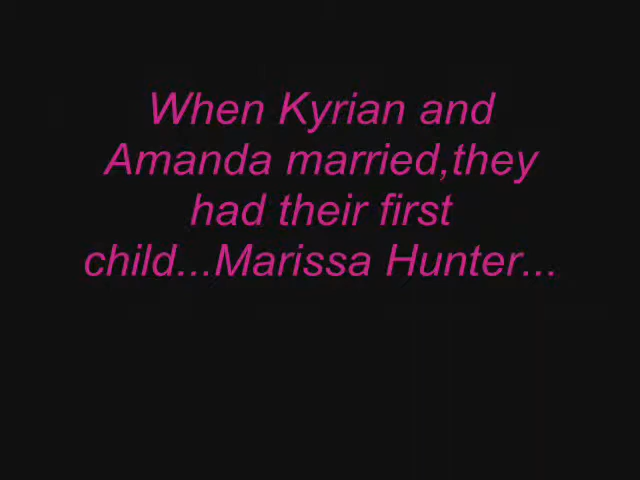 When Kyrian and
Amanda married,they
had their first
child...Marissa Hunter...